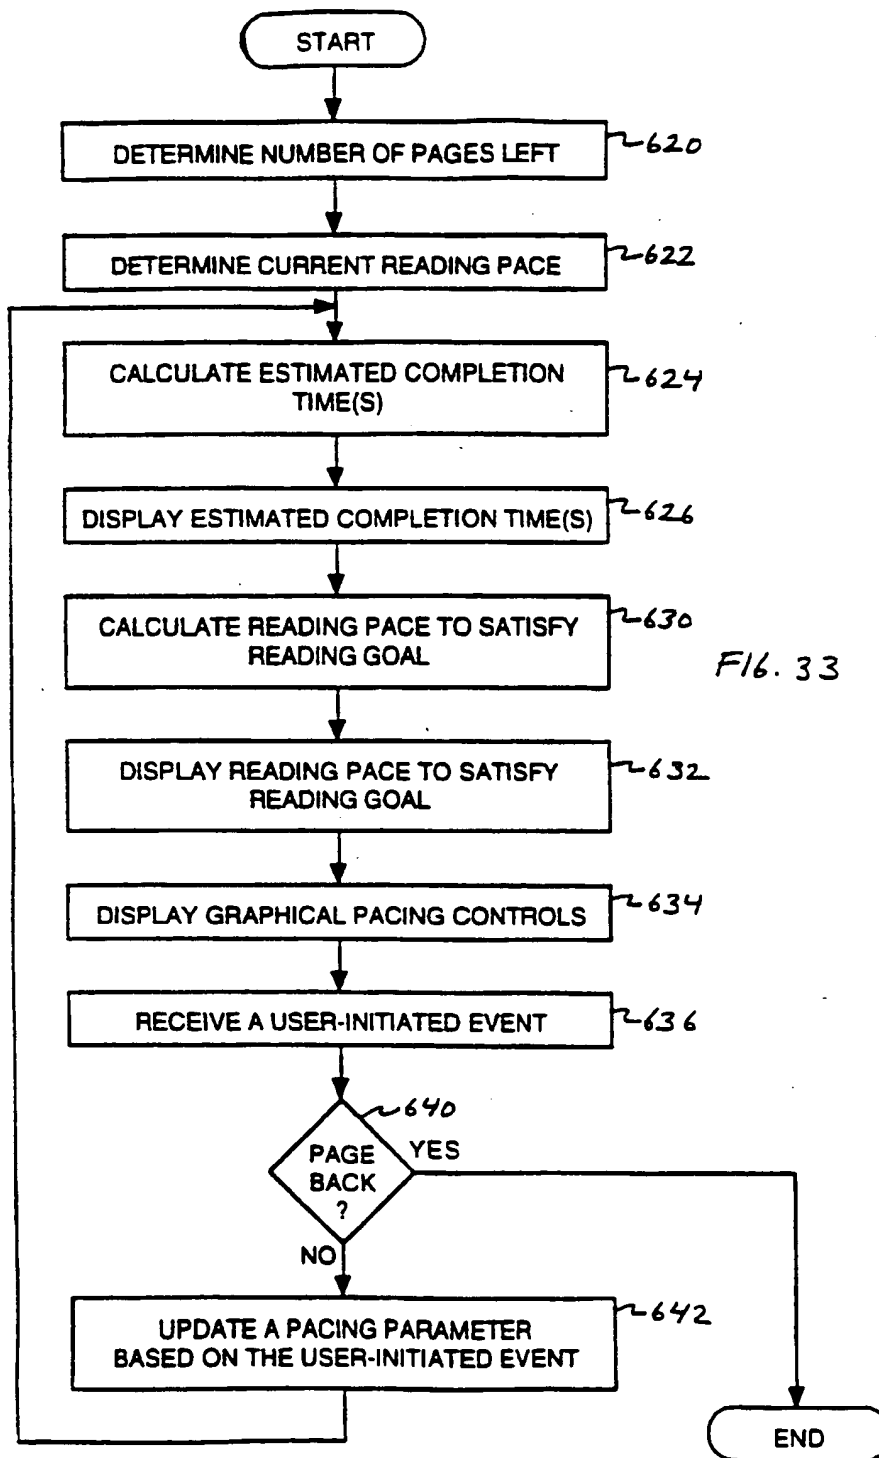 START
DETERMINE NUMBER OF PAGES LEFT
620
DETERMINE CURRENT READING PACE
622
CALCULATE ESTIMATED COMPLETION
TIME(S)
624
DISPLAY ESTIMATED COMPLETION TIME(S)
626
CALCULATE READING PACE TO SATISFY
READING GOAL
630
FIG. 33
DISPLAY READING PACE TO SATISFY
READING GOAL
632
DISPLAY GRAPHICAL PACING CONTROLS
634
RECEIVE A USER-INITIATED EVENT
636
640
PAGE
BACK
?
YES
NO
UPDATE A PACING PARAMETER
BASED ON THE USER-INITIATED EVENT
642
END